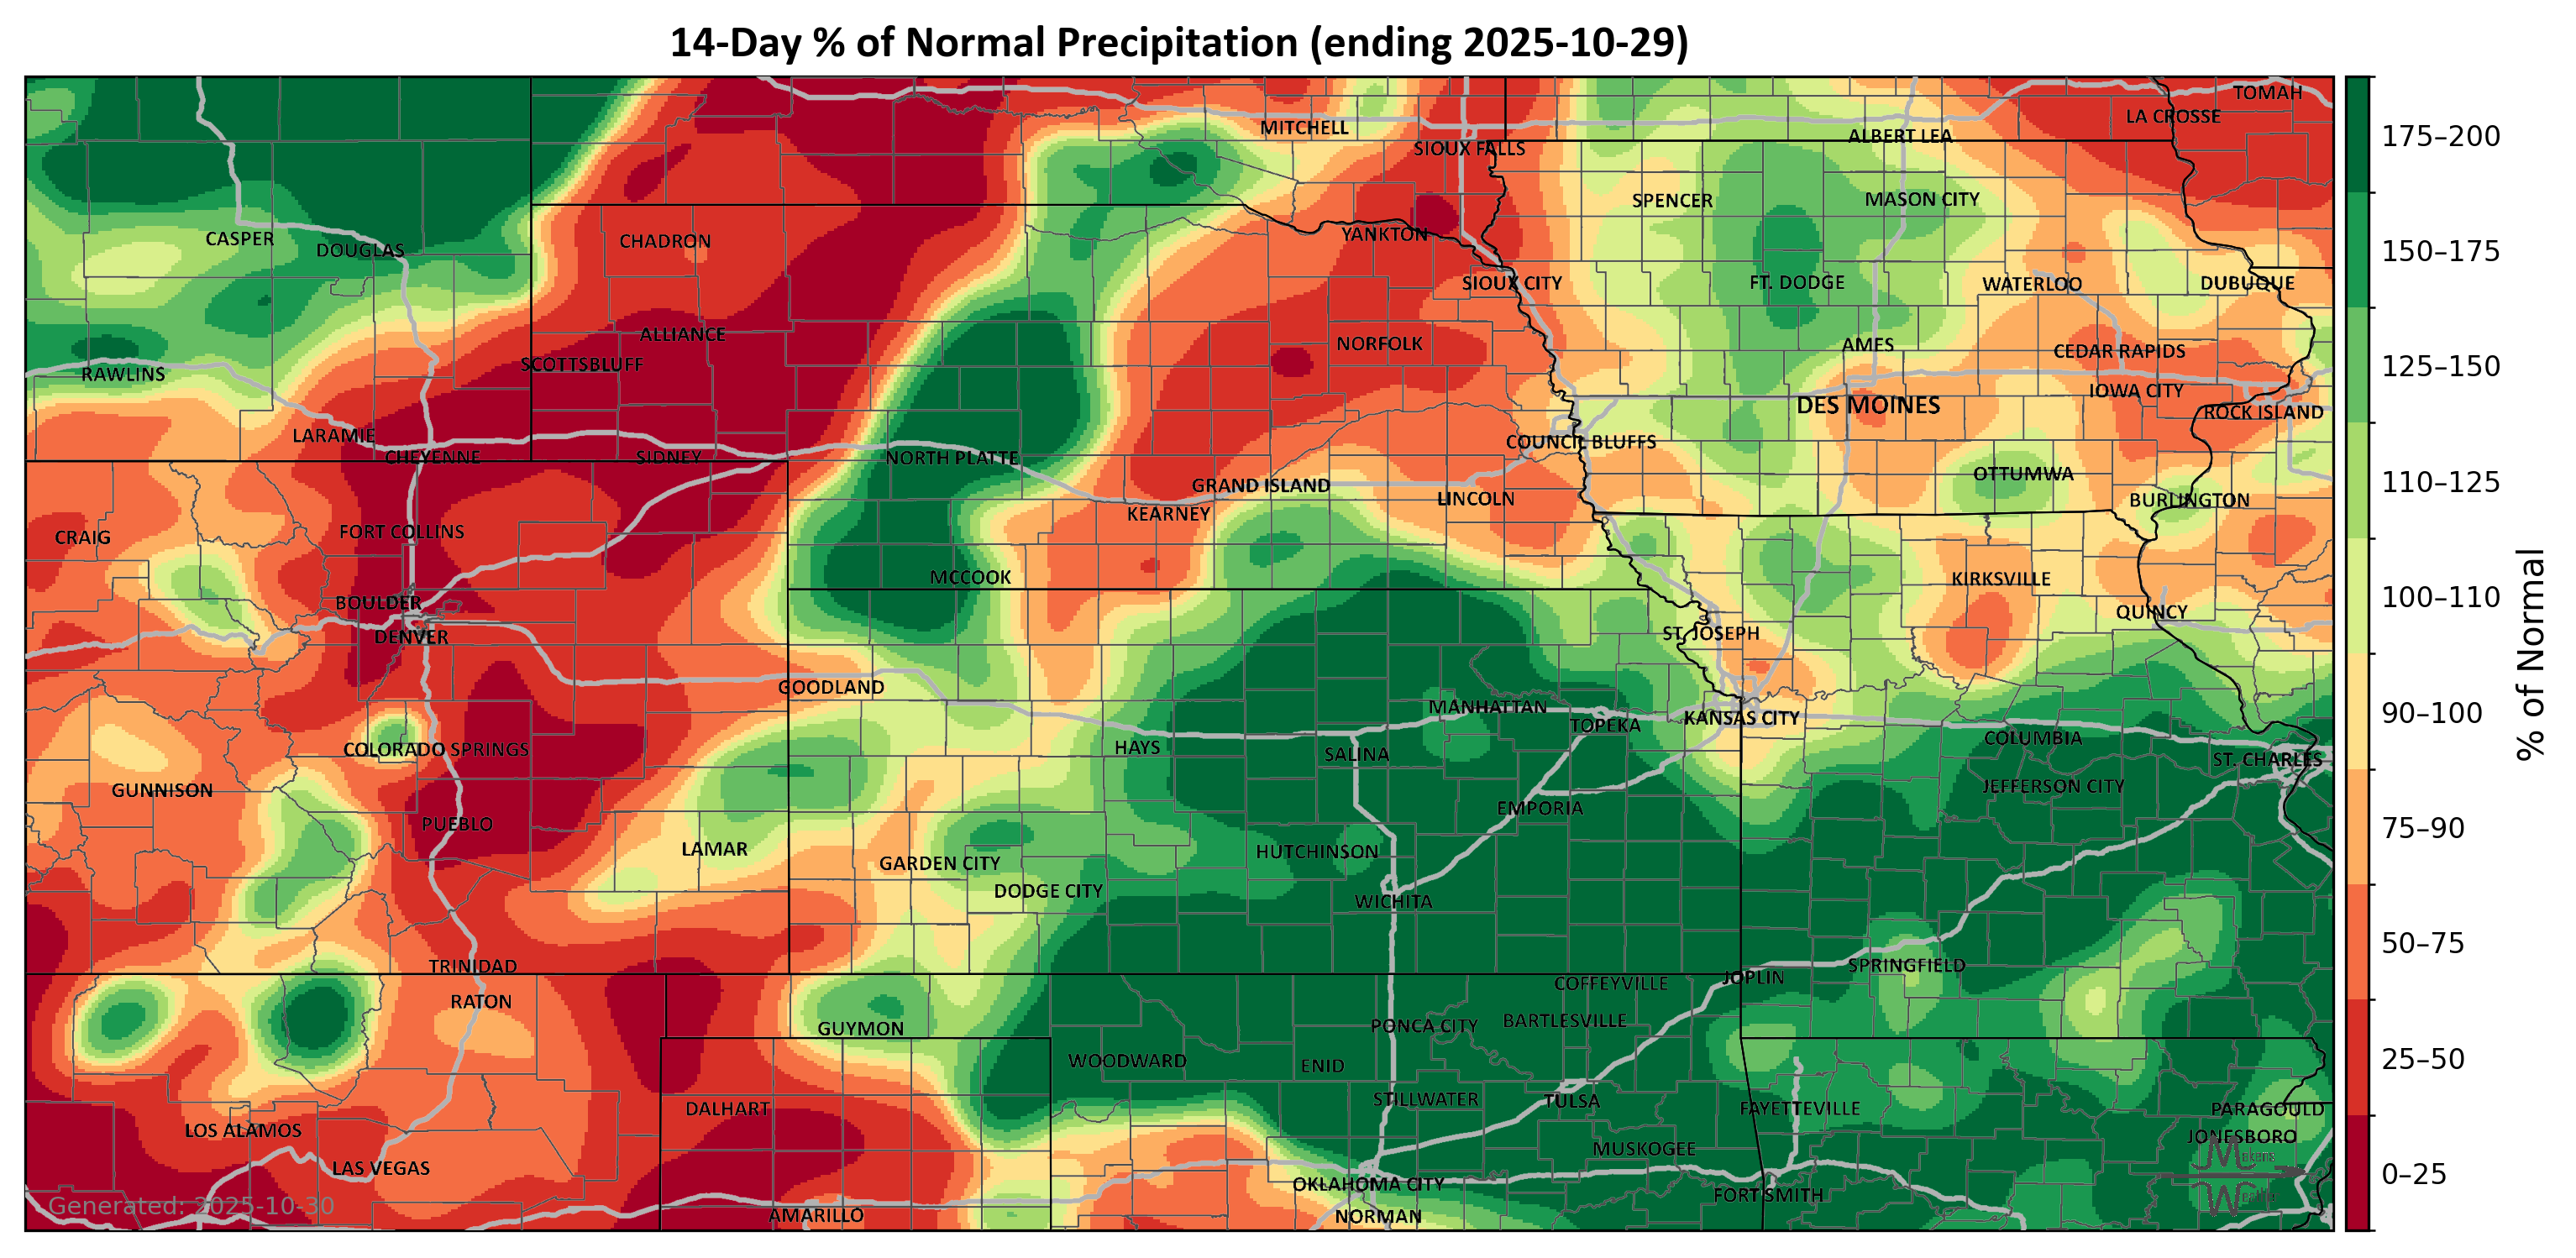 14-Day % of Normal Precipitation (ending 2025-10-29)
TOMAH
LA CROSSE
MITCHELL
ALBERT LEA
SIOUX FALLS
SPENCER
MASON CITY
CASPER
DOUGLAS
CHADRON
YANKTON
SIOUX CITY
FT. DODGE
WATERLOO
DUBUQUE
ALLIANCE
NORFOLK
AMES
CEDAR RAPIDS
SCOTTSBLUFF
RAWLINS
IOWA CITY
DES MOINES
ROCK ISLAND
LARAMIE
COUNCIL BLUFFS
CHEYENNE
SIDNEY
NORTH PLATTE
OTTUMWA
GRAND ISLAND
LINCOLN
BURLINGTON
KEARNEY
CRAIG
FORT COLLINS
MCCOOK
KIRKSVILLE
BOULDER
QUINCY
DENVER
ST. JOSEPH
GOODLAND
MANHATTAN
TOPEKA
KANSAS CITY
COLUMBIA
COLORADO SPRINGS
HAYS
SALINA
ST. CHARLES
GUNNISON
JEFFERSON CITY
EMPORIA
PUEBLO
LAMAR
GARDEN CITY
HUTCHINSON
DODGE CITY
WICHITA
TRINIDAD
SPRINGFIELD
JOPLIN
COFFEYVILLE
RATON
GUYMON
PONCA CITY
BARTLESVILLE
WOODWARD
ENID
STILLWATER
TULSA
DALHART
FAYETTEVILLE
PARAGOULD
LOS ALAMOS
JONESBORO
MUSKOGEE
LAS VEGAS
OKLAHOMA CITY
FORT SMITH
AMARILLO
NORMAN
Generated: 2025-10-30
175–200
150–175
125–150
110–125
100–110
90–100
75–90
50–75
25–50
0–25
% of Normal